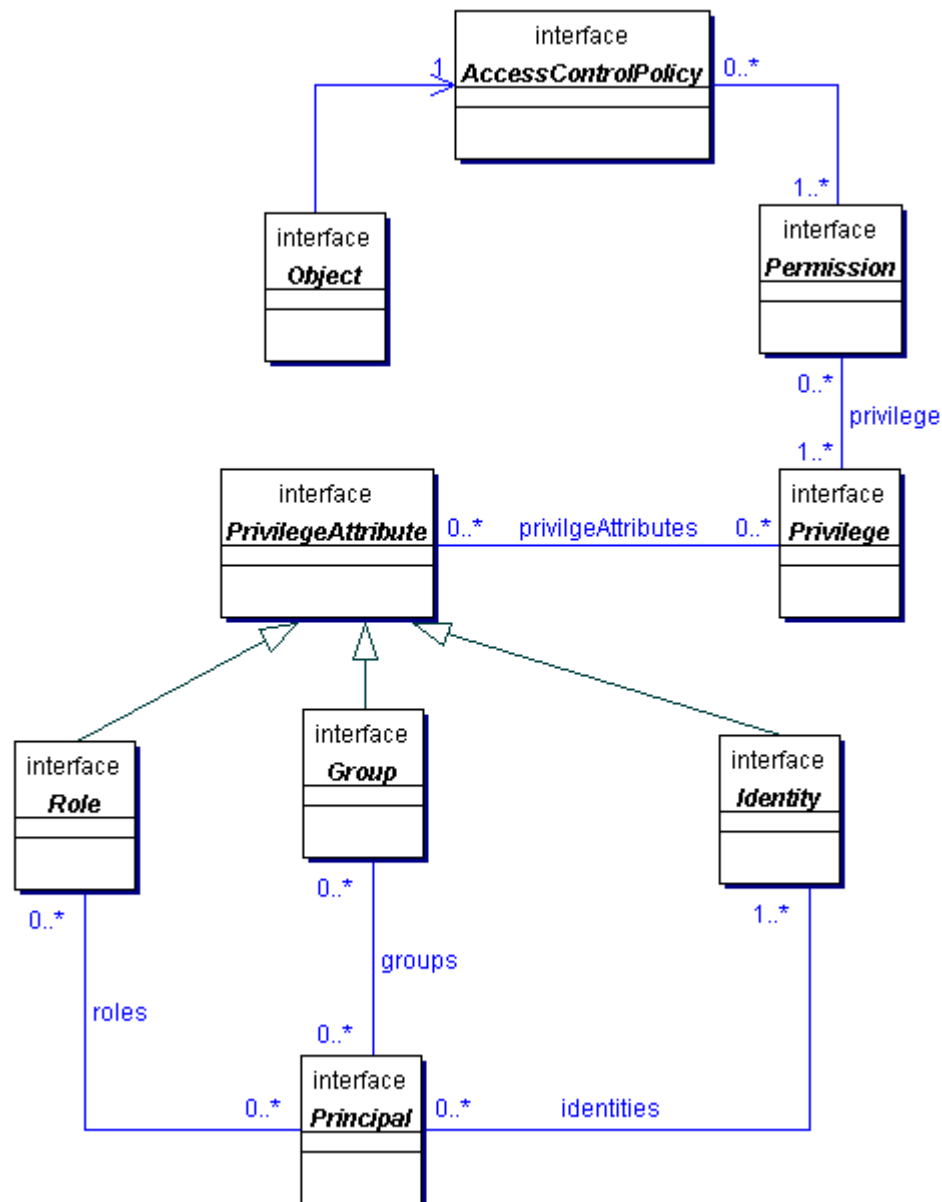 interface
AccessControlPolicy
1
0..*
1..*
interface
Object
interface
Permission
0..*
privilege
1..*
interface
PrivilegeAttribute
0..*
privilgeAttributes
0..*
interface
Privilege
interface
Role
interface
Group
interface
Identity
0..*
0..*
1..*
groups
roles
0..*
interface
Principal
0..*
0..*
identities